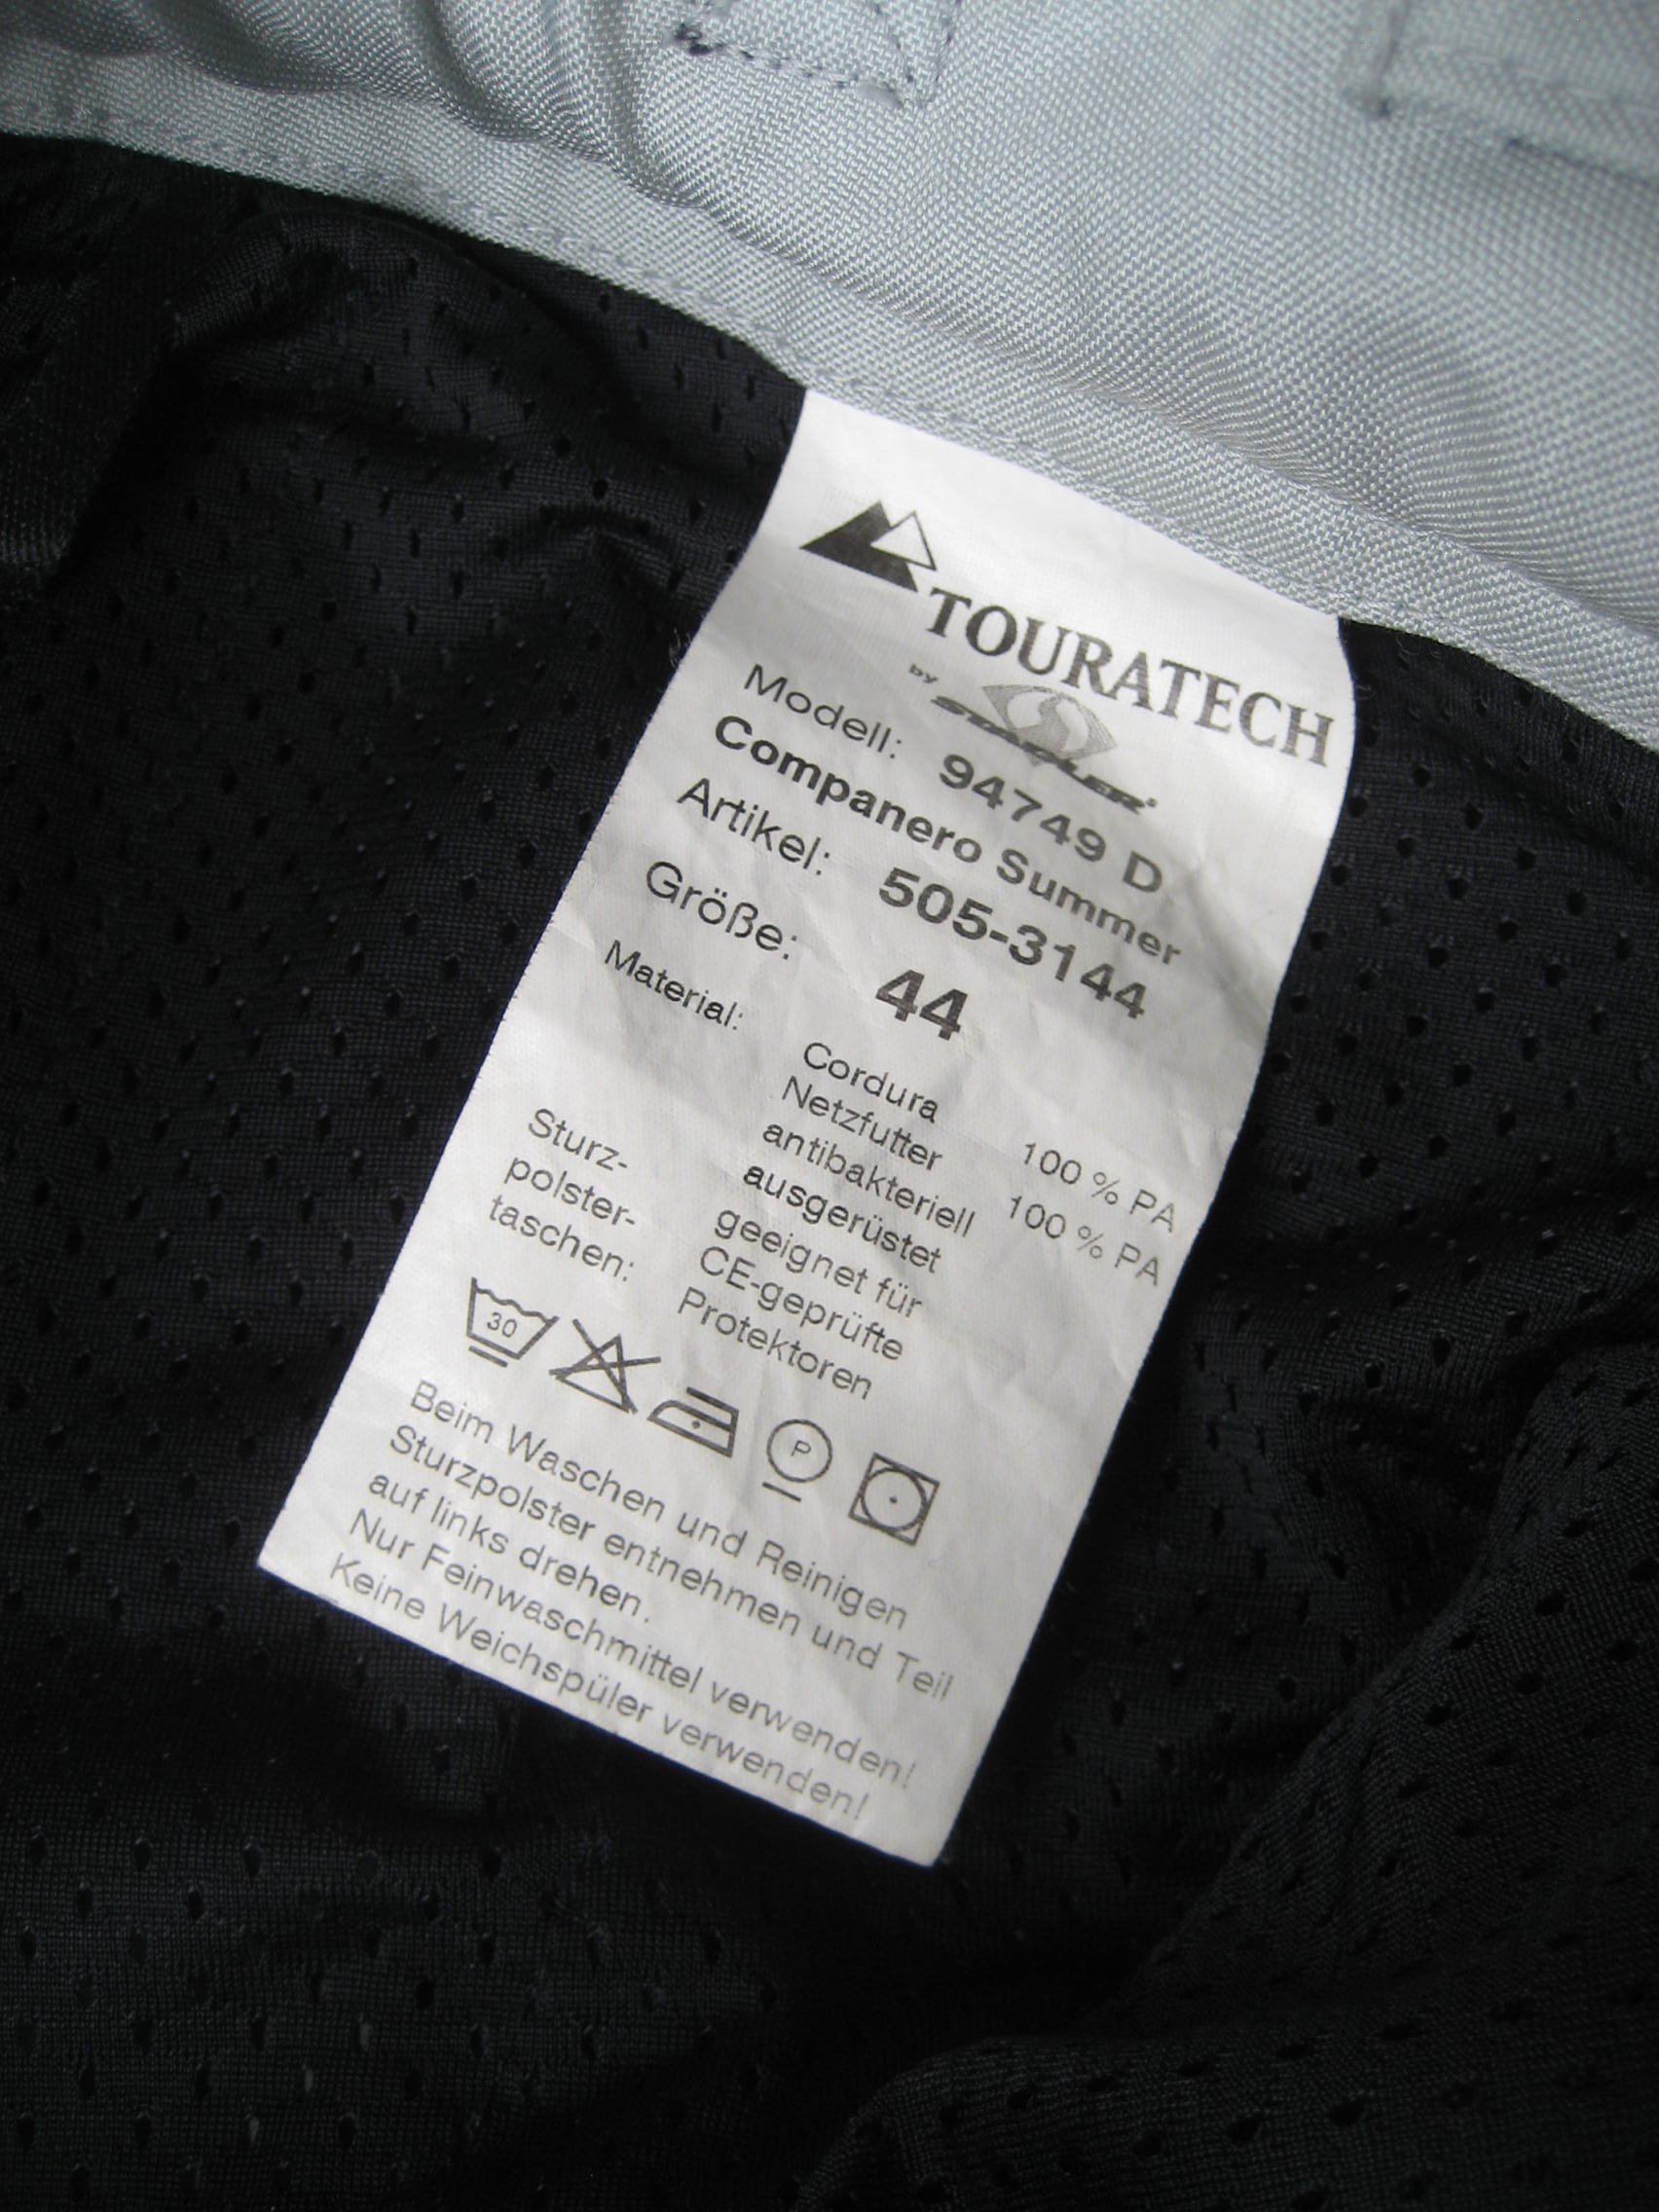 TOURATECH
by STADLER
Modell: 94749 D
Companero Summer
Artikel: 505-3144
Größe: 44
Material: Cordura 100 % PA
Netzfutter 100 % PA
antibakteriell
ausgerüstet
Sturz- geeignet für
polster- CE-geprüfte
taschen: Protektoren
30
P
Beim Waschen und Reinigen
Sturzpolster entnehmen und Teil
auf links drehen.
Nur Feinwaschmittel verwenden!
Keine Weichspüler verwenden!